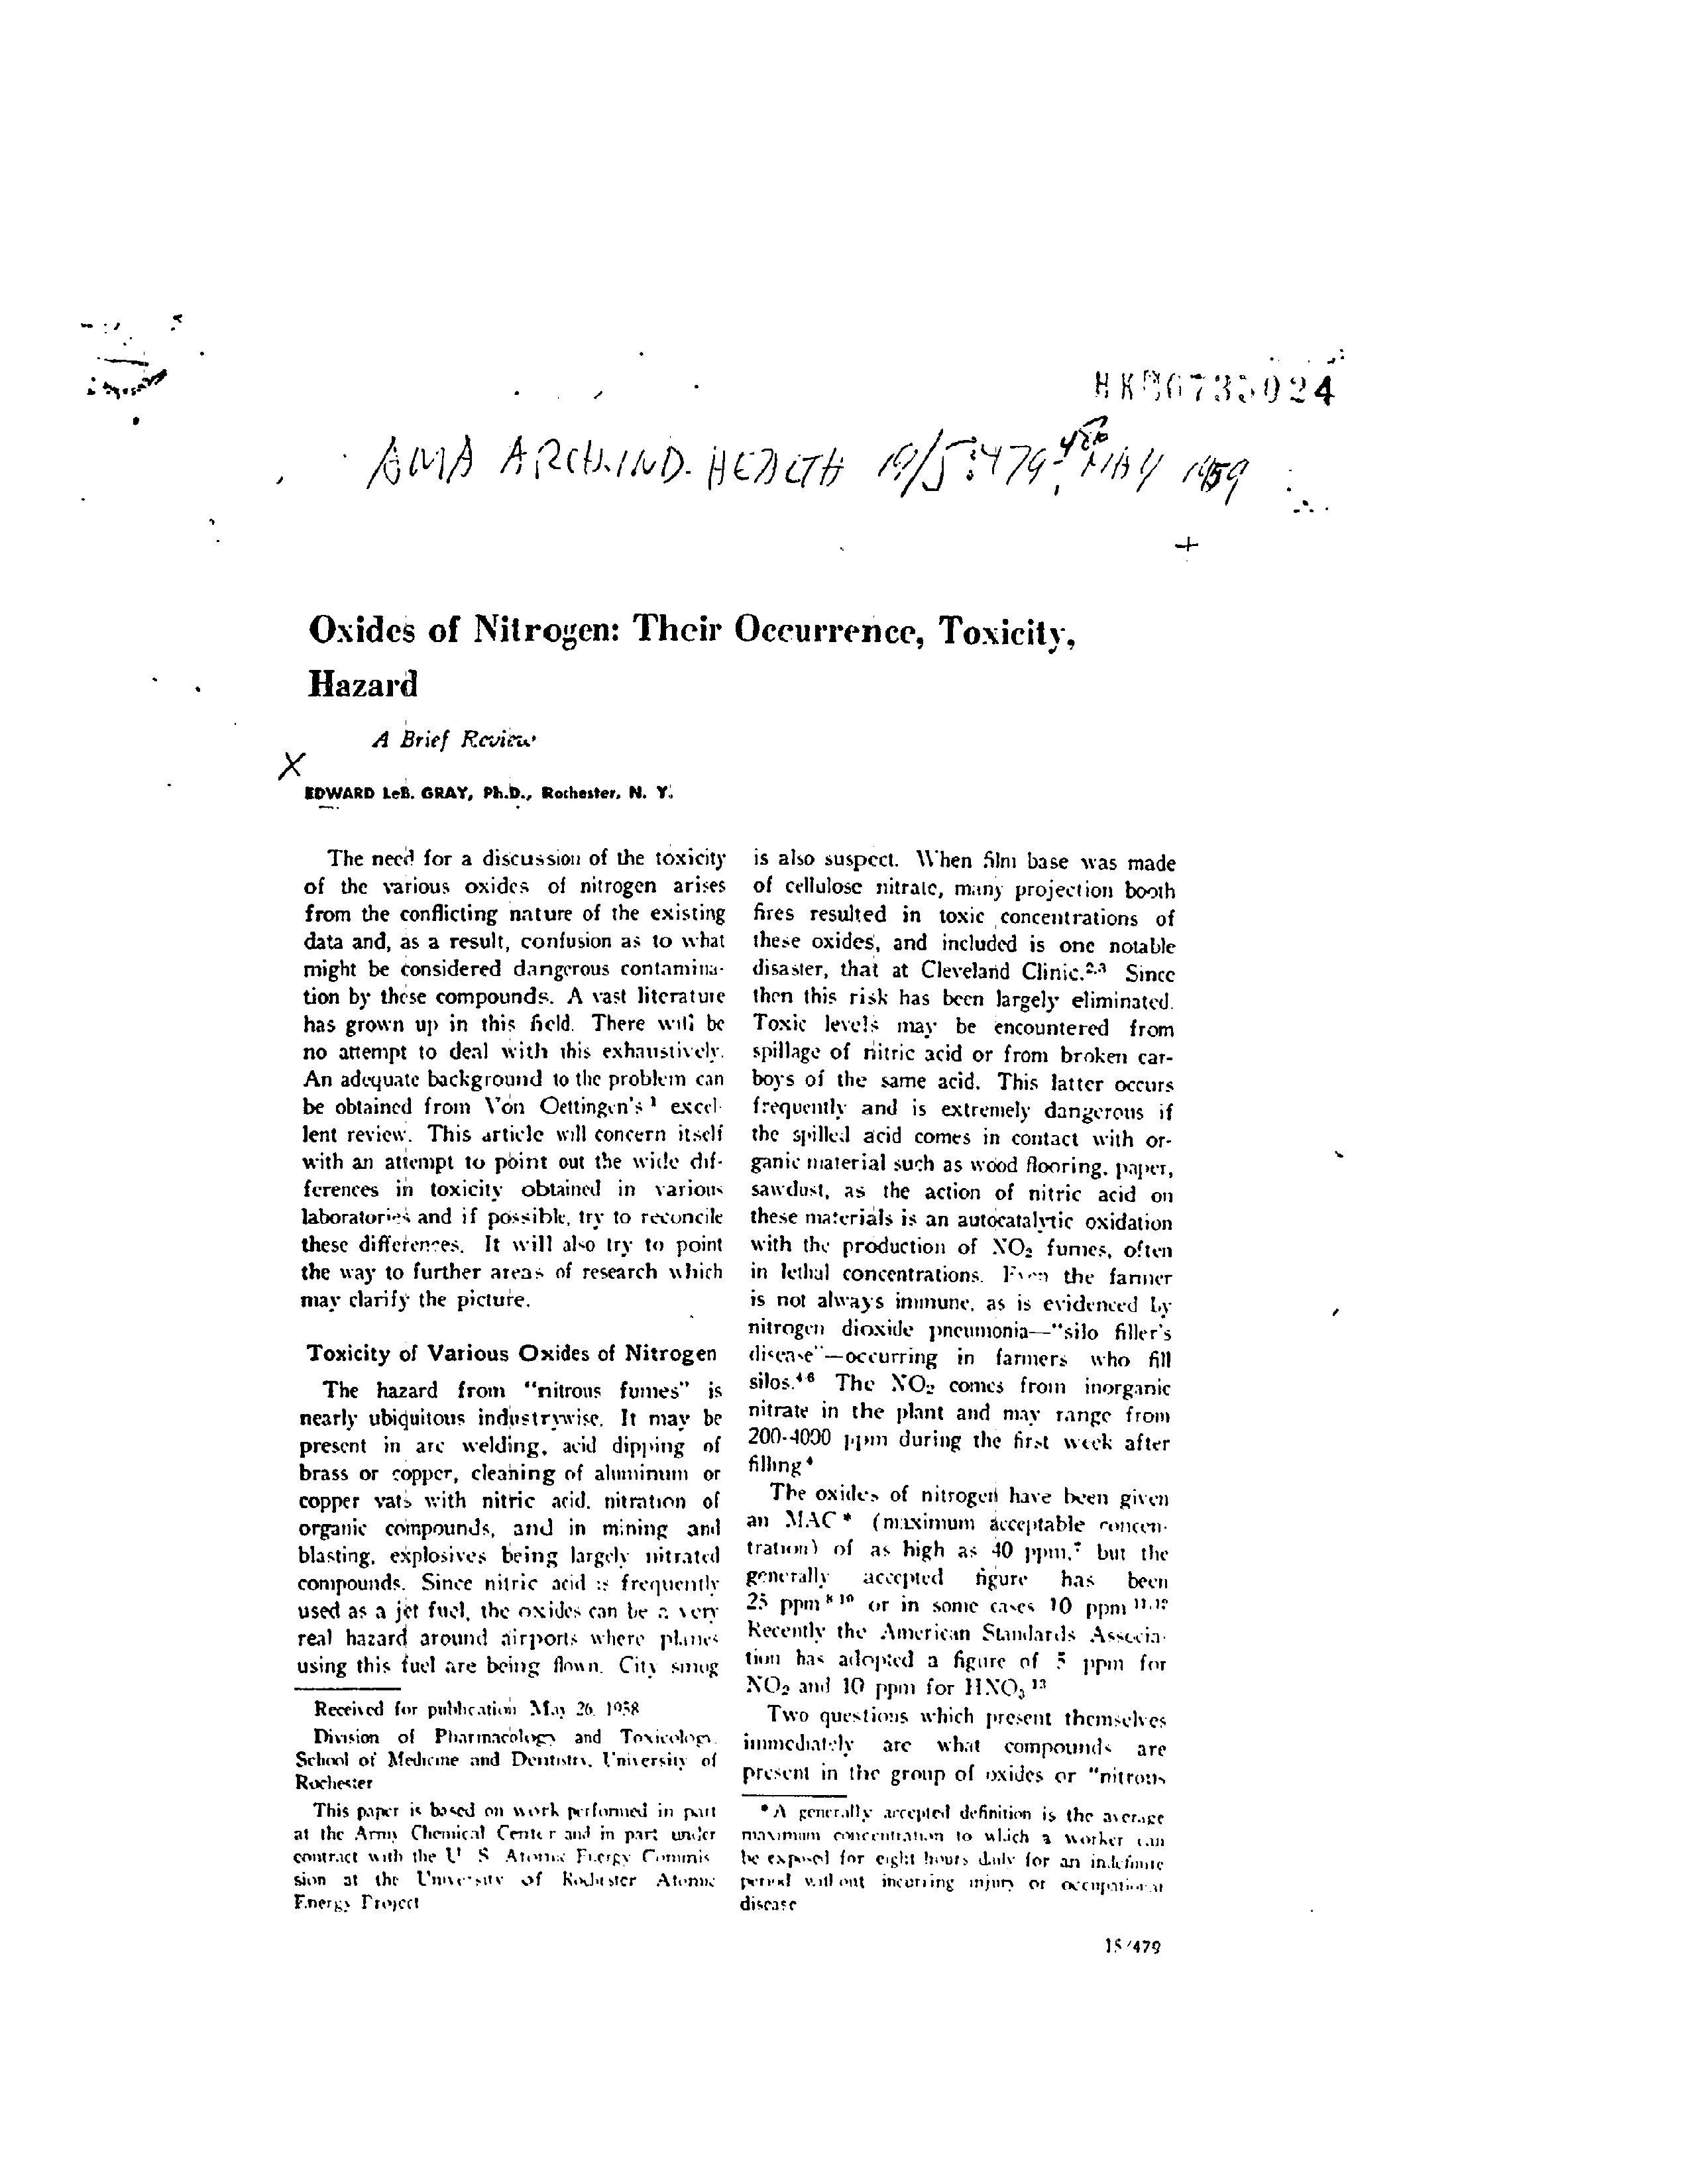 AMA ARCH. IND. HEALTH 19/5:479- MAY 1959
Oxides of Nitrogen: Their Occurrence, Toxicity,
Hazard
A Brief Review
X
EDWARD LeB. GRAY, Ph.D., Rochester, N. Y.
The need for a discussion of the toxicity
of the various oxides of nitrogen arises
from the conflicting nature of the existing
data and, as a result, confusion as to what
might be considered dangerous contamina-
tion by these compounds. A vast literature
has grown up in this field. There will be
no attempt to deal with this exhaustively.
An adequate background to the problem can
be obtained from Von Oettingen's ¹ excel-
lent review. This article will concern itself
with an attempt to point out the wide dif-
ferences in toxicity obtained in various
laboratories and if possible, try to reconcile
these differences. It will also try to point
the way to further areas of research which
may clarify the picture.
Toxicity of Various Oxides of Nitrogen
The hazard from "nitrous fumes" is
nearly ubiquitous industrywise. It may be
present in arc welding, acid dipping of
brass or copper, cleaning of aluminum or
copper vats with nitric acid, nitration of
organic compounds, and in mining and
blasting, explosives being largely nitrated
compounds. Since nitric acid is frequently
used as a jet fuel, the oxides can be a very
real hazard around airports where planes
using this fuel are being flown. City smog
Received for publication May 26, 1958
Division of Pharmacology and Toxicology,
School of Medicine and Dentistry, University of
Rochester
This paper is based on work performed in part
at the Army Chemical Center and in part under
contract with the U. S. Atomic Energy Commis-
sion at the University of Rochester Atomic
Energy Project
is also suspect. When film base was made
of cellulose nitrate, many projection booth
fires resulted in toxic concentrations of
these oxides, and included is one notable
disaster, that at Cleveland Clinic.²,³ Since
then this risk has been largely eliminated.
Toxic levels may be encountered from
spillage of nitric acid or from broken car-
boys of the same acid. This latter occurs
frequently and is extremely dangerous if
the spilled acid comes in contact with or-
ganic material such as wood flooring, paper,
sawdust, as the action of nitric acid on
these materials is an autocatalytic oxidation
with the production of NO₂ fumes, often
in lethal concentrations. Even the farmer
is not always immune, as is evidenced by
nitrogen dioxide pneumonia—"silo filler's
disease"—occurring in farmers who fill
silos.⁴⁻⁶ The NO₂ comes from inorganic
nitrate in the plant and may range from
200-4000 ppm during the first week after
filling ⁴
The oxides of nitrogen have been given
an MAC * (maximum acceptable concen-
tration) of as high as 40 ppm,⁷ but the
generally accepted figure has been
25 ppm ⁸⁻¹⁰ or in some cases 10 ppm ¹¹,¹²
Recently the American Standards Associa-
tion has adopted a figure of 5 ppm for
NO₂ and 10 ppm for HNO₃ ¹³
Two questions which present themselves
immediately are what compounds are
present in the group of oxides or "nitrous
* A generally accepted definition is the average
maximum concentration to which a worker can
be exposed for eight hours daily for an indefinite
period without incurring injury or occupational
disease
15/479